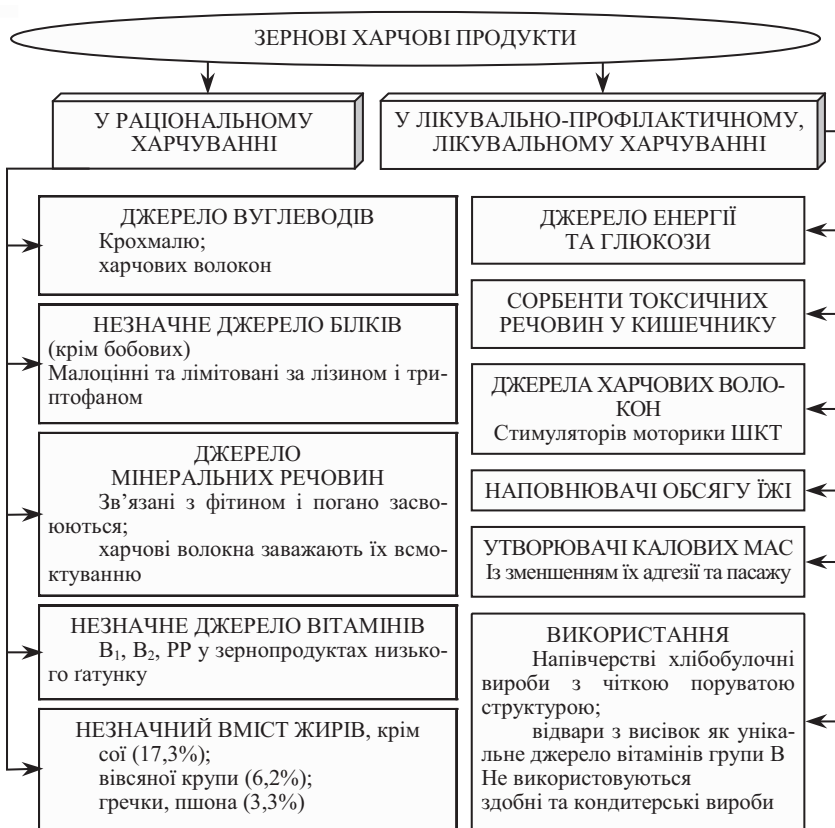 ЗЕРНОВІ ХАРЧОВІ ПРОДУКТИ
У РАЦІОНАЛЬНОМУ
ХАРЧУВАННІ
ДЖЕРЕЛО ВУГЛЕВОДІВ
Крохмалю;
харчових волокон
НЕЗНАЧНЕ ДЖЕРЕЛО БІЛКІВ
(крім бобових)
Малоцінні та лімітовані за лізином і три-
птофаном
ДЖЕРЕЛО
МІНЕРАЛЬНИХ РЕЧОВИН
Зв’язані з фітином і погано засво-
юються;
харчові волокна заважають їх всмо-
ктуванню
НЕЗНАЧНЕ ДЖЕРЕЛО ВІТАМІНІВ
В₁, В₂, РР у зернопродуктах низько-
го ґатунку
НЕЗНАЧНИЙ ВМІСТ ЖИРІВ, крім
сої (17,3%);
вівсяної крупи (6,2%);
гречки, пшона (3,3%)
У ЛІКУВАЛЬНО-ПРОФІЛАКТИЧНОМУ,
ЛІКУВАЛЬНОМУ ХАРЧУВАННІ
ДЖЕРЕЛО ЕНЕРГІЇ
ТА ГЛЮКОЗИ
СОРБЕНТИ ТОКСИЧНИХ
РЕЧОВИН У КИШЕЧНИКУ
ДЖЕРЕЛА ХАРЧОВИХ ВОЛО-
КОН
Стимуляторів моторики ШКТ
НАПОВНЮВАЧІ ОБСЯГУ ЇЖІ
УТВОРЮВАЧІ КАЛОВИХ МАС
Із зменшенням їх адгезії та пасажу
ВИКОРИСТАННЯ
Напівчерстві хлібобулочні
вироби з чіткою поруватою
структурою;
відвари з висівок як уніка-
льне джерело вітамінів групи В
Не використовуються
здобні та кондитерські вироби